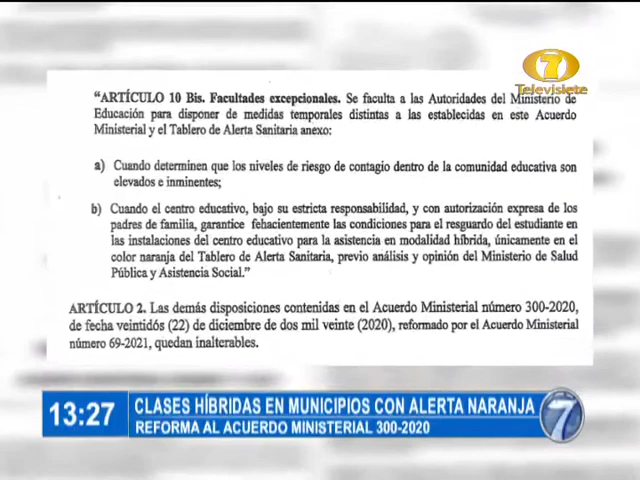 7
Televisiete
"ARTÍCULO 10 Bis. Facultades excepcionales. Se faculta a las Autoridades del Ministerio de
Educación para disponer de medidas temporales distintas a las establecidas en este Acuerdo
Ministerial y el Tablero de Alerta Sanitaria anexo:
a) Cuando determinen que los niveles de riesgo de contagio dentro de la comunidad educativa son
elevados e inminentes;
b) Cuando el centro educativo, bajo su estricta responsabilidad, y con autorización expresa de los
padres de familia, garantice fehacientemente las condiciones para el resguardo del estudiante en
las instalaciones del centro educativo para la asistencia en modalidad híbrida, únicamente en el
color naranja del Tablero de Alerta Sanitaria, previo análisis y opinión del Ministerio de Salud
Pública y Asistencia Social."
ARTÍCULO 2. Las demás disposiciones contenidas en el Acuerdo Ministerial número 300-2020,
de fecha veintidós (22) de diciembre de dos mil veinte (2020), reformado por el Acuerdo Ministerial
número 69-2021, quedan inalterables.
13:27
CLASES HÍBRIDAS EN MUNICIPIOS CON ALERTA NARANJA
REFORMA AL ACUERDO MINISTERIAL 300-2020
7